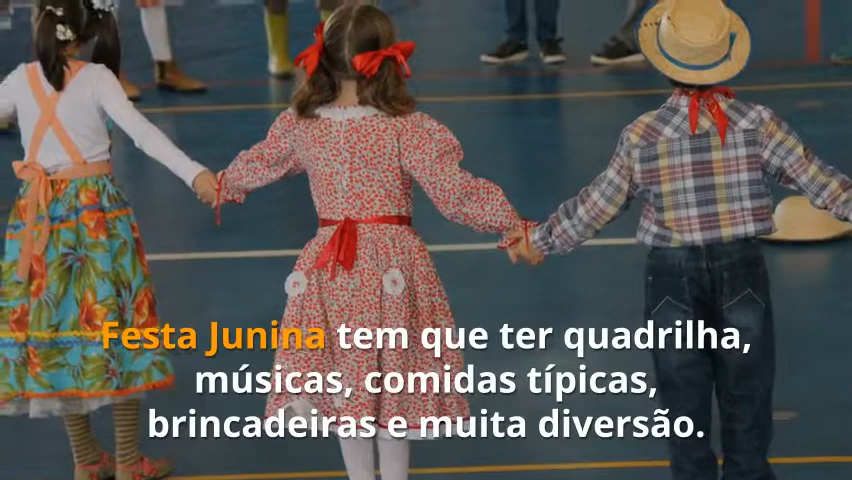 Festa Junina tem que ter quadrilha,
músicas, comidas típicas,
brincadeiras e muita diversão.